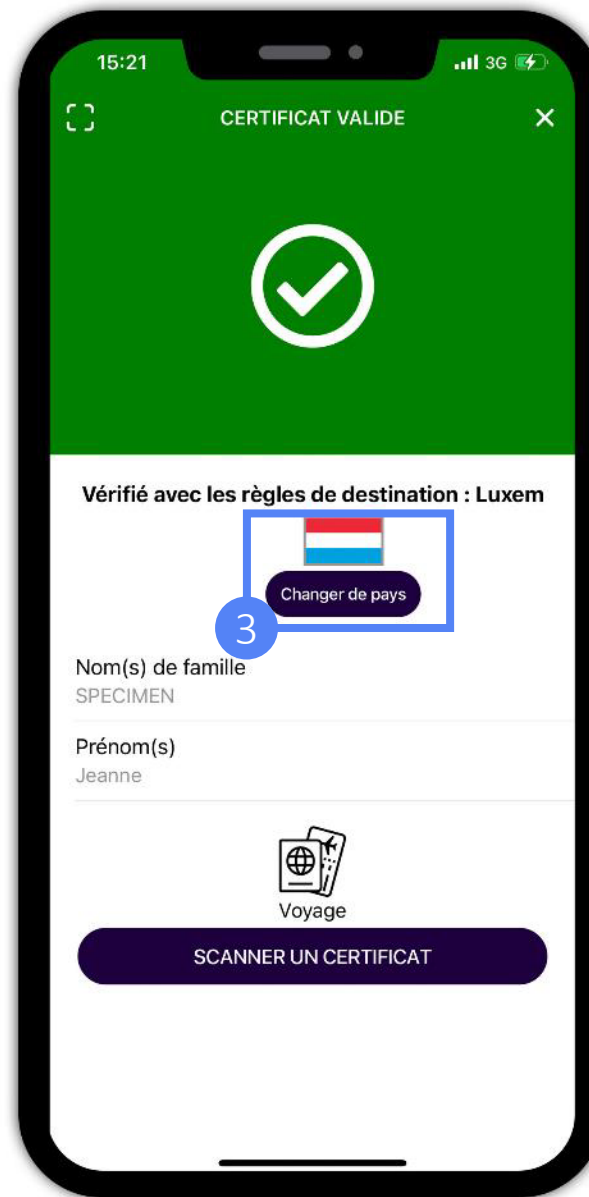 15:21
3G
CERTIFICAT VALIDE
Vérifié avec les règles de destination : Luxem
Changer de pays
3
Nom(s) de famille
SPECIMEN
Prénom(s)
Jeanne
Voyage
SCANNER UN CERTIFICAT